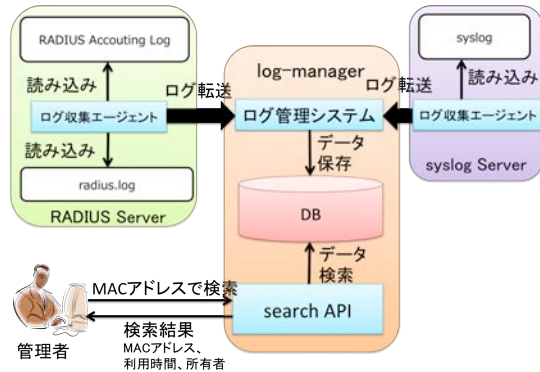 RADIUS Accouting Log
読み込み
ログ収集エージェント
読み込み
radius.log
RADIUS Server
ログ転送
log-manager
ログ管理システム
データ
保存
DB
データ
検索
search API
ログ転送
syslog
読み込み
ログ収集エージェント
syslog Server
MACアドレスで検索
検索結果
MACアドレス、
利用時間、所有者
管理者